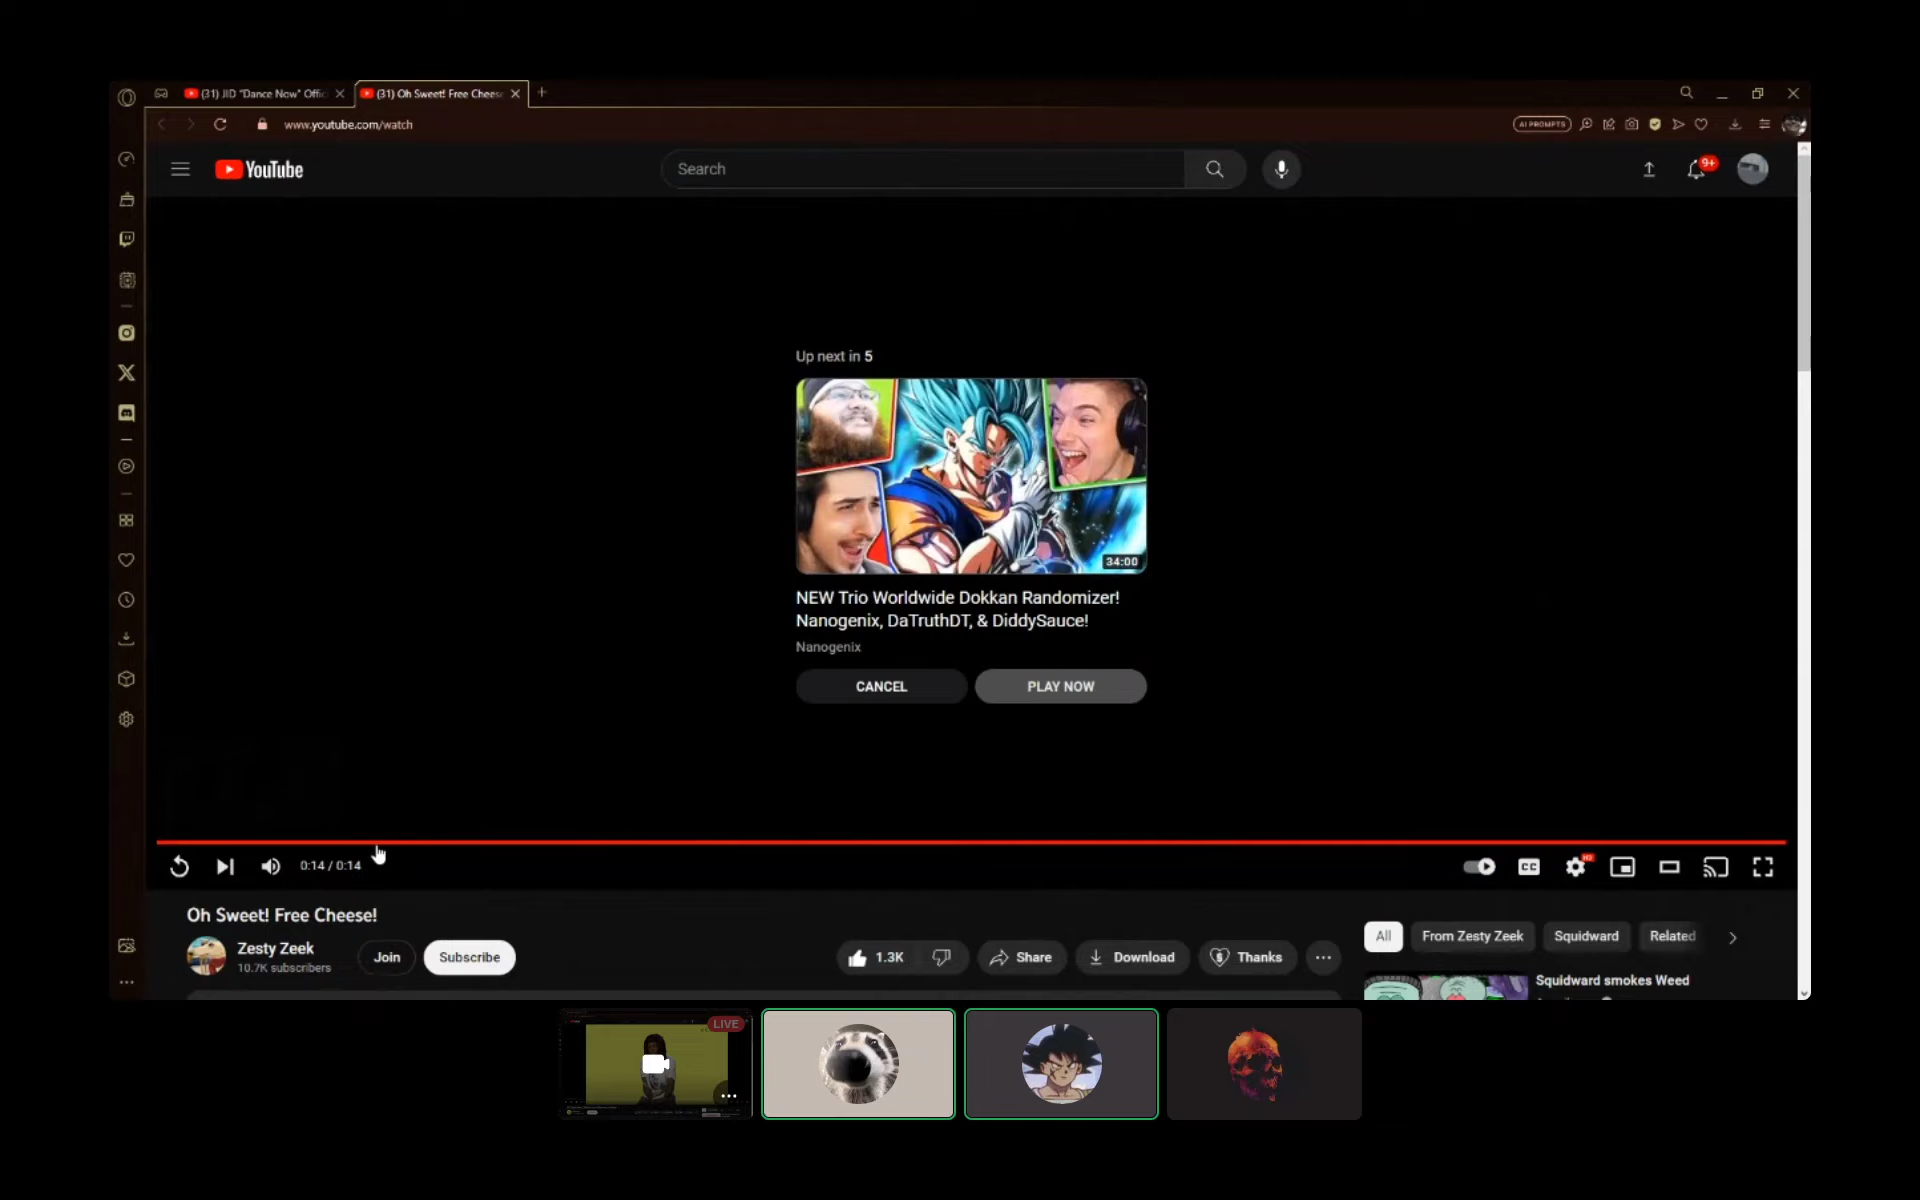 (31) JID "Dance Now" Offic
(31) Oh Sweet! Free Cheese
www.youtube.com/watch
AI PROMPTS
YouTube
Search
9+
Up next in 5
34:00
NEW Trio Worldwide Dokkan Randomizer!
Nanogenix, DaTruthDT, & DiddySauce!
Nanogenix
CANCEL
PLAY NOW
0:14 / 0:14
CC
HD
Oh Sweet! Free Cheese!
Zesty Zeek
10.7K subscribers
Join
Subscribe
1.3K
Share
Download
Thanks
All
From Zesty Zeek
Squidward
Related
Squidward smokes Weed
LIVE